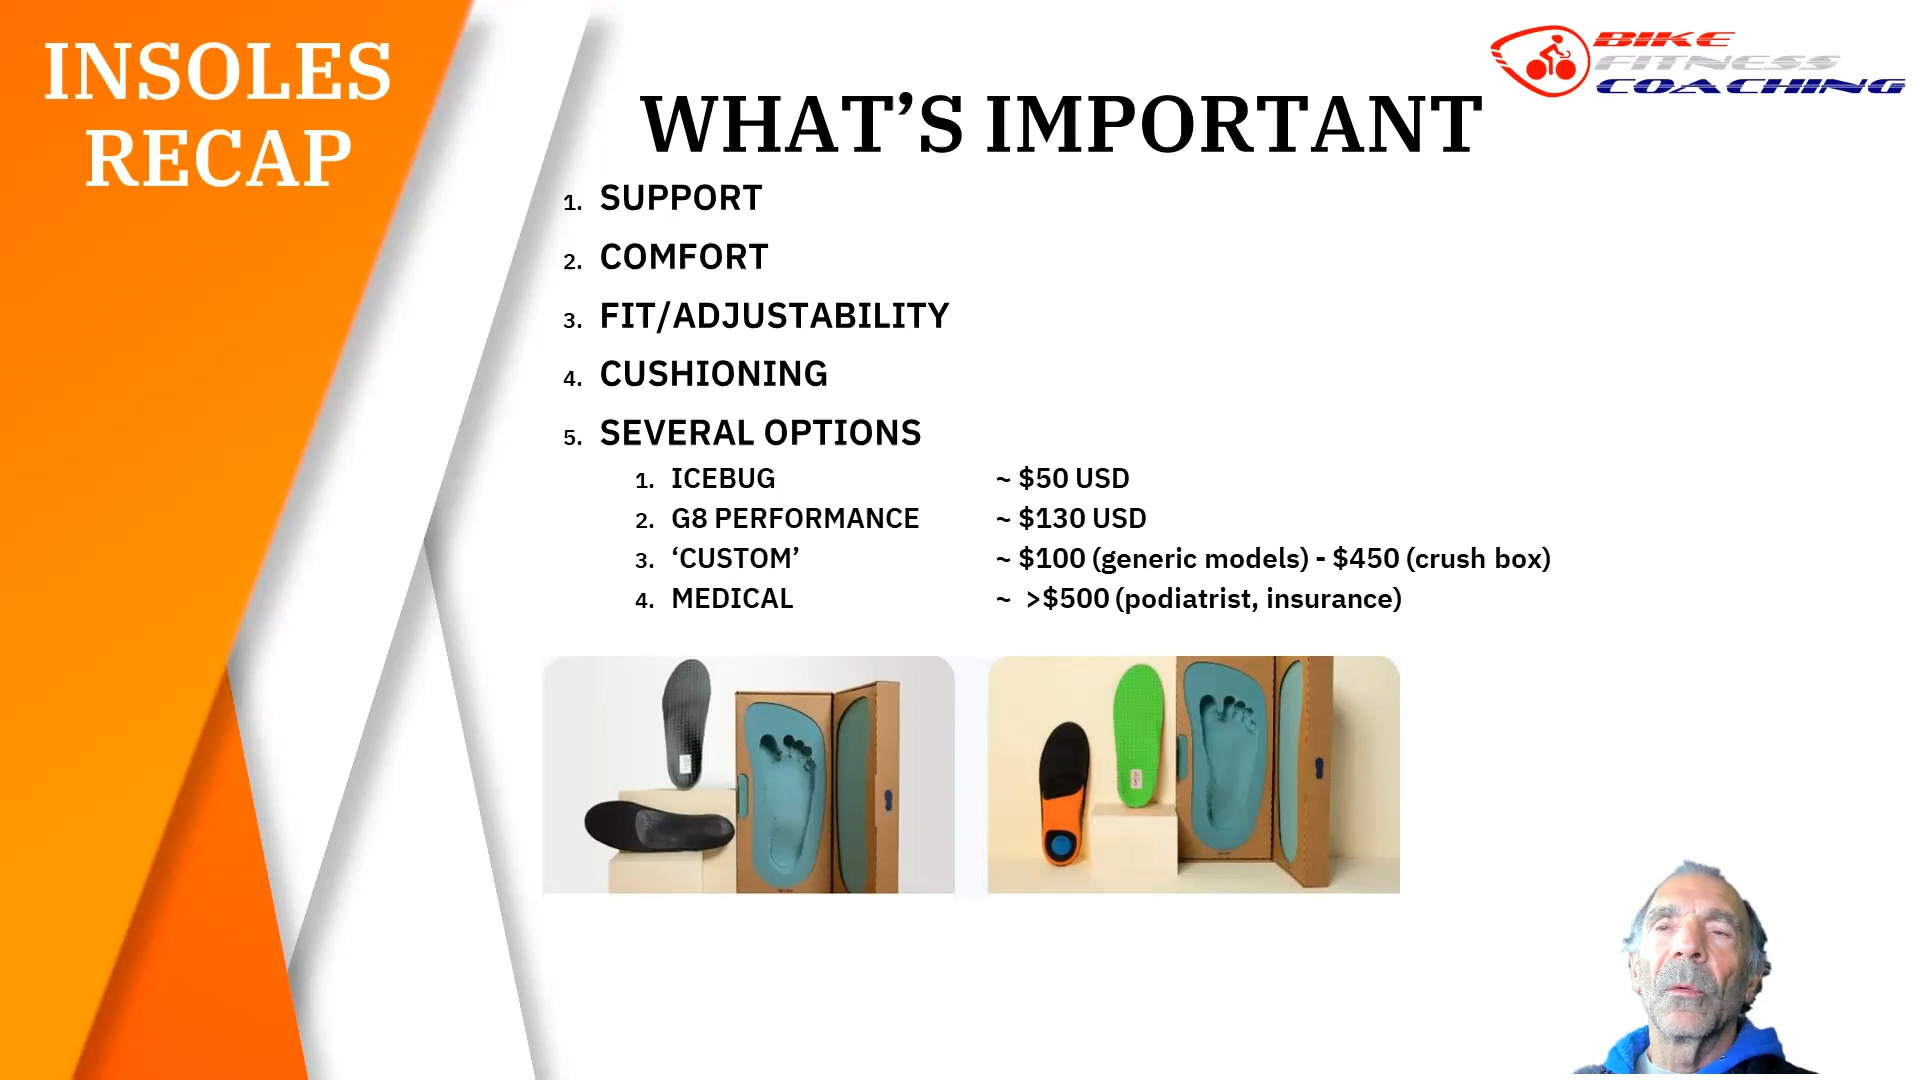 INSOLES
RECAP
BIKE
FITNESS
COACHING
WHAT’S IMPORTANT
1. SUPPORT
2. COMFORT
3. FIT/ADJUSTABILITY
4. CUSHIONING
5. SEVERAL OPTIONS
1. ICEBUG ~ $50 USD
2. G8 PERFORMANCE ~ $130 USD
3. ‘CUSTOM’ ~ $100 (generic models) - $450 (crush box)
4. MEDICAL ~ >$500 (podiatrist, insurance)